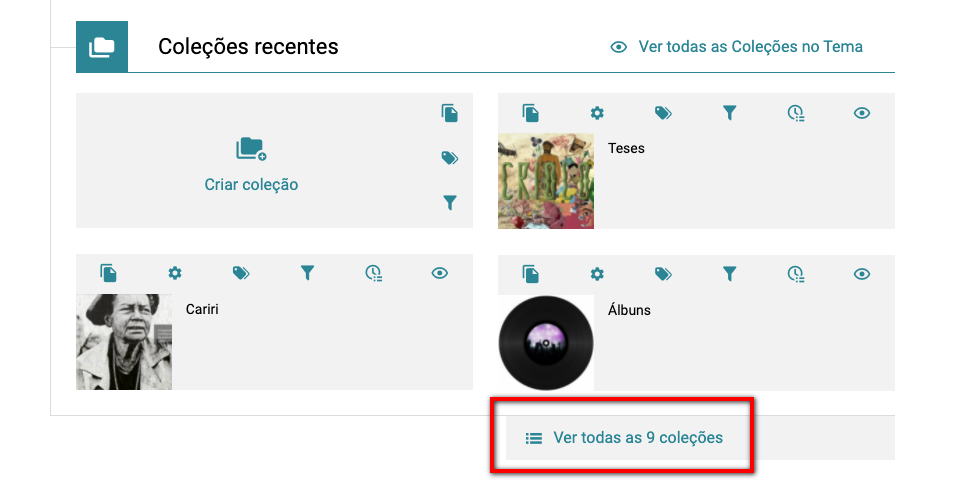 Coleções recentes
Ver todas as Coleções no Tema
Criar coleção
Teses
Cariri
Álbuns
Ver todas as 9 coleções